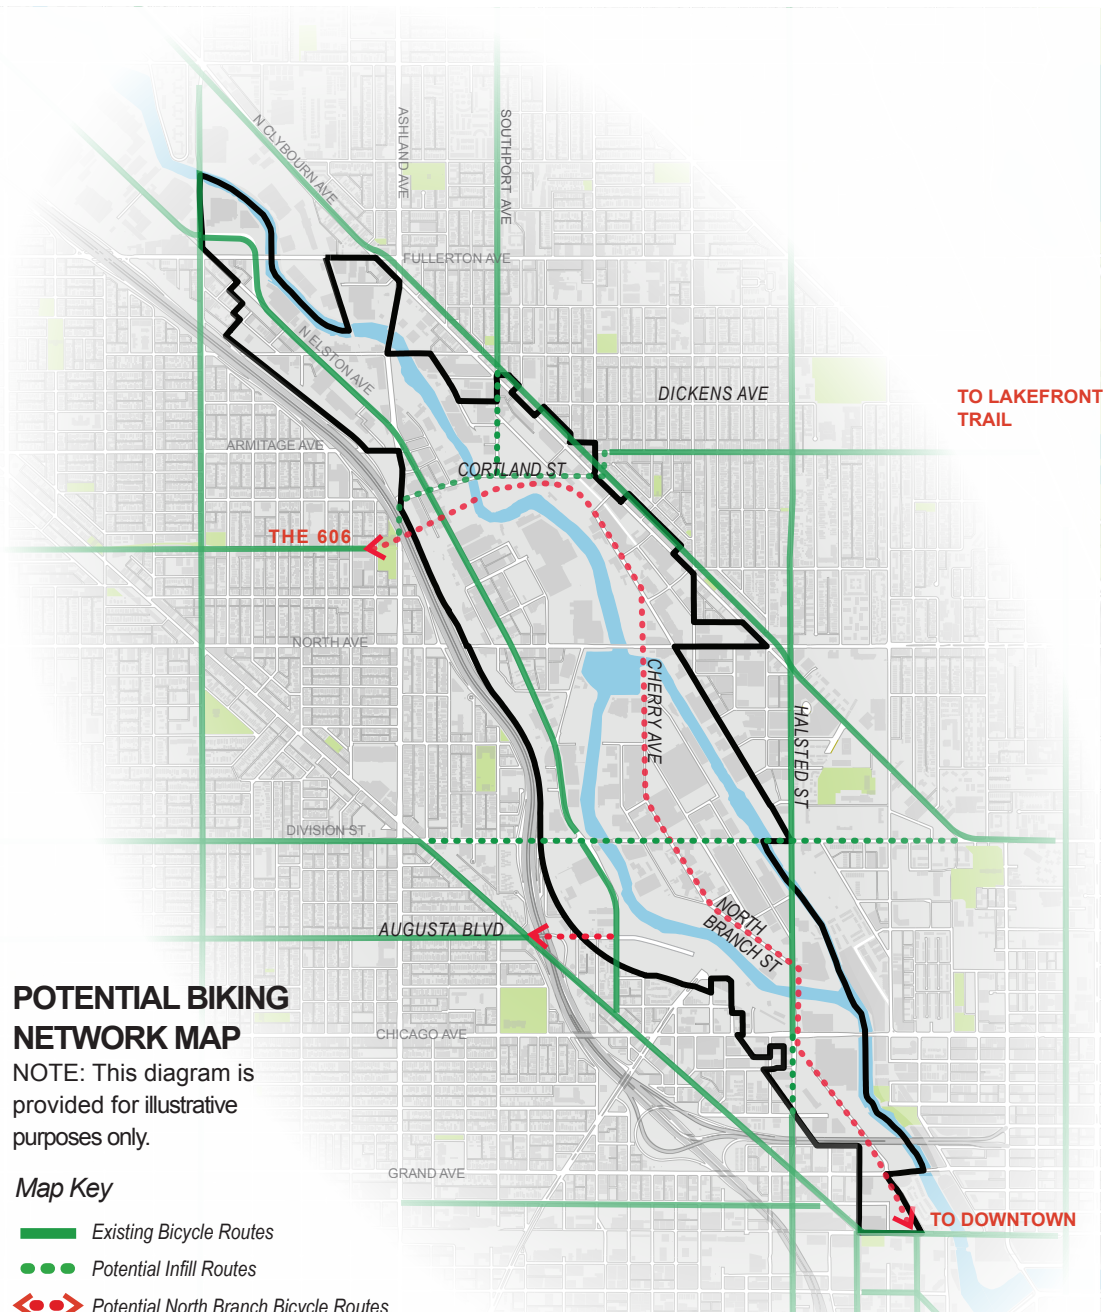 N CLYBOURN AVE
ASHLAND AVE
SOUTHPORT AVE
FULLERTON AVE
N ELSTON AVE
DICKENS AVE
TO LAKEFRONT
TRAIL
ARMITAGE AVE
CORTLAND ST
THE 606
NORTH AVE
CHERRY AVE
HALSTED ST
DIVISION ST
NORTH
BRANCH ST
AUGUSTA BLVD
POTENTIAL BIKING
NETWORK MAP
NOTE: This diagram is
provided for illustrative
purposes only.
CHICAGO AVE
GRAND AVE
Map Key
TO DOWNTOWN
Existing Bicycle Routes
Potential Infill Routes
Potential North Branch Bicycle Routes